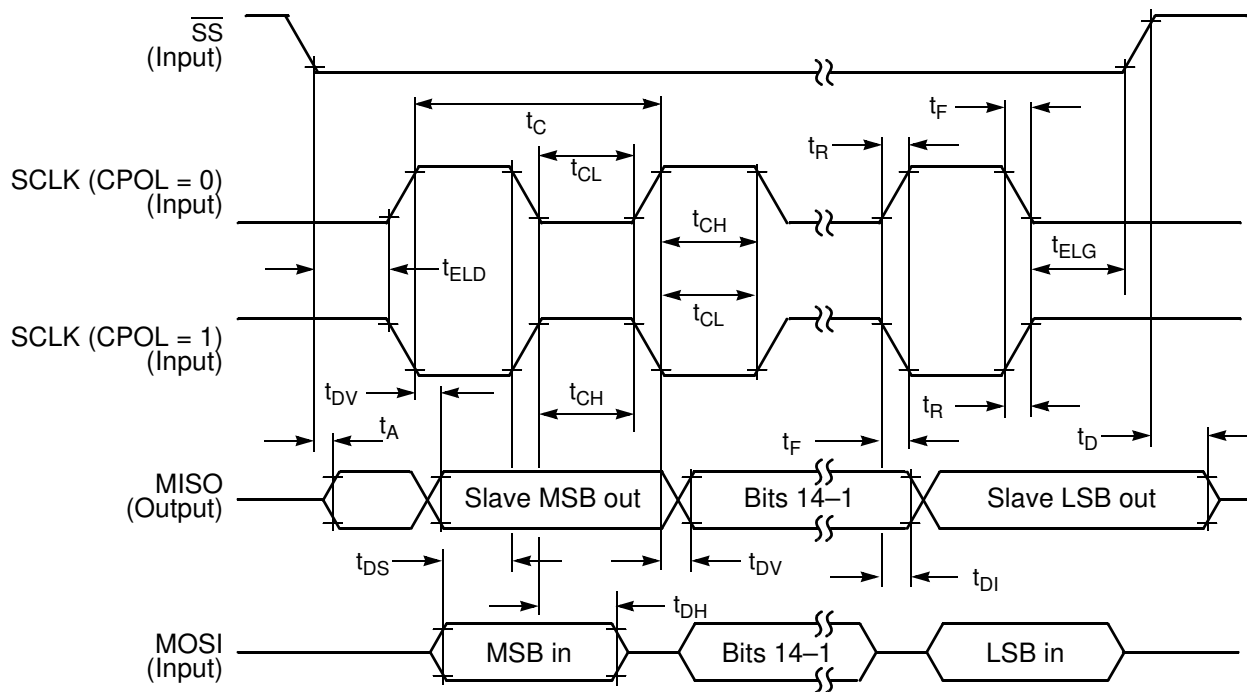 SS
(Input)
t_F
t_C
t_R
SCLK (CPOL = 0)
(Input)
t_CL
t_CH
t_ELG
t_ELD
t_CL
SCLK (CPOL = 1)
(Input)
t_DV
t_CH
t_R
t_A
t_F
t_D
MISO
(Output)
Slave MSB out
Bits 14–1
Slave LSB out
t_DS
t_DV
t_DI
t_DH
MOSI
(Input)
MSB in
Bits 14–1
LSB in